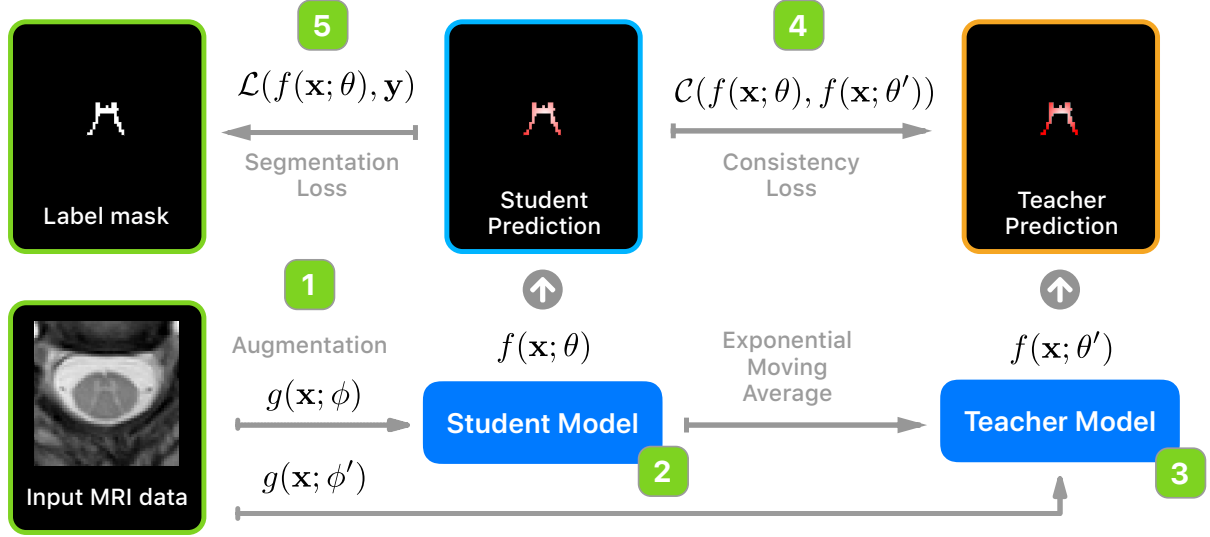 5
4
ℒ(f(x; θ), y)
𝒞(f(x; θ), f(x; θ′))
Segmentation
Loss
Consistency
Loss
Label mask
Student
Prediction
Teacher
Prediction
1
Augmentation
f(x; θ)
Exponential
Moving
Average
f(x; θ′)
g(x; ϕ)
Student Model
Teacher Model
2
3
Input MRI data
g(x; ϕ′)